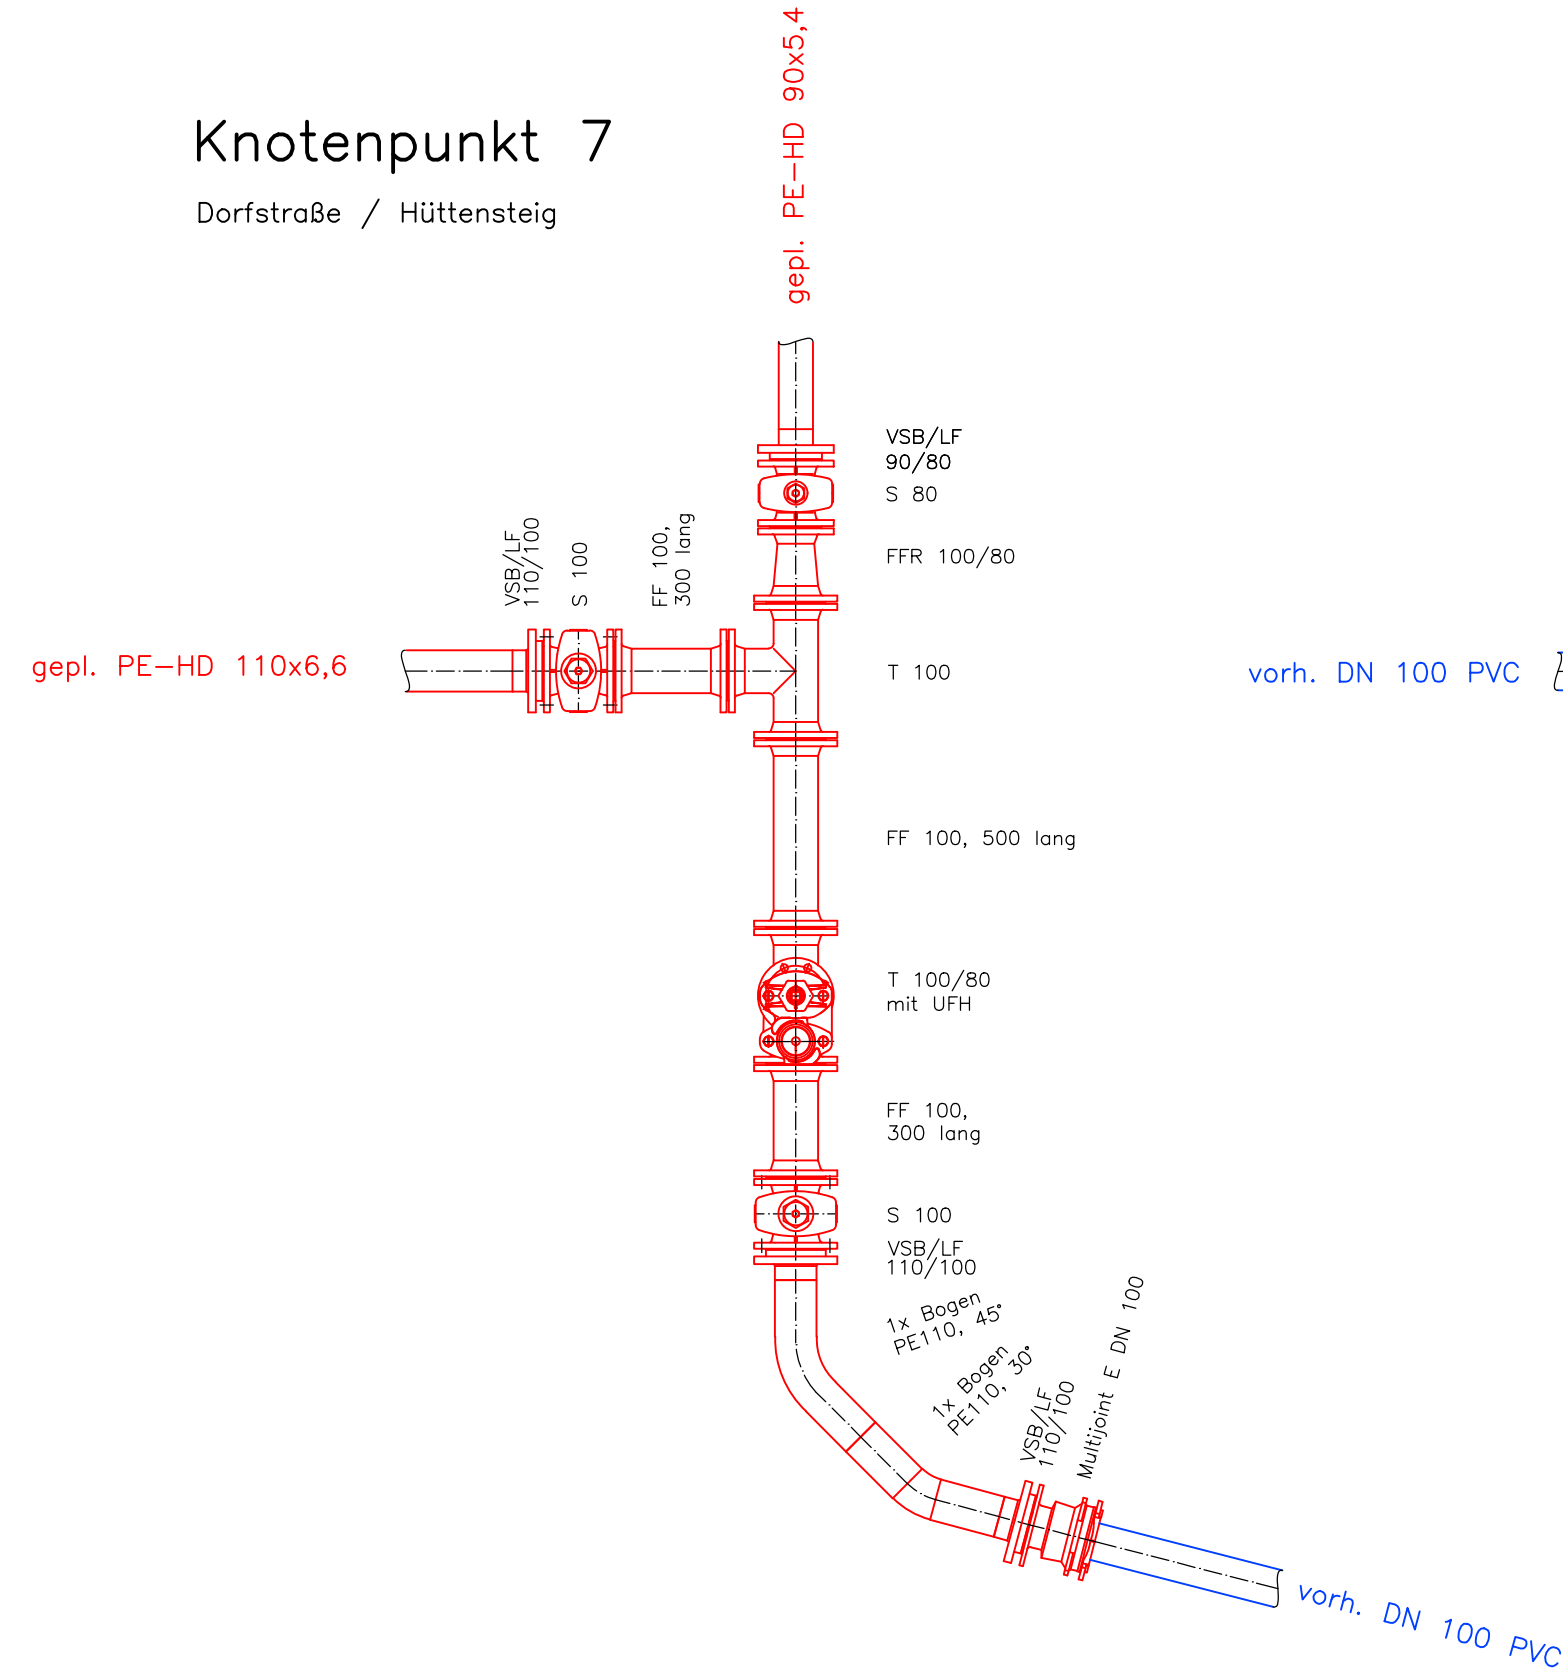 gepl. PE-HD 90x5,4
Knotenpunkt 7
Dorfstraße / Hüttensteig
VSB/LF
90/80
S 80
FFR 100/80
VSB/LF
110/100
S 100
FF 100,
300 lang
gepl. PE-HD 110x6,6
T 100
vorh. DN 100 PVC
FF 100, 500 lang
T 100/80
mit UFH
FF 100,
300 lang
S 100
VSB/LF
110/100
1x Bogen
PE110, 45°
1x Bogen
PE110, 30°
VSB/LF
110/100
Multijoint E DN 100
vorh. DN 100 PVC